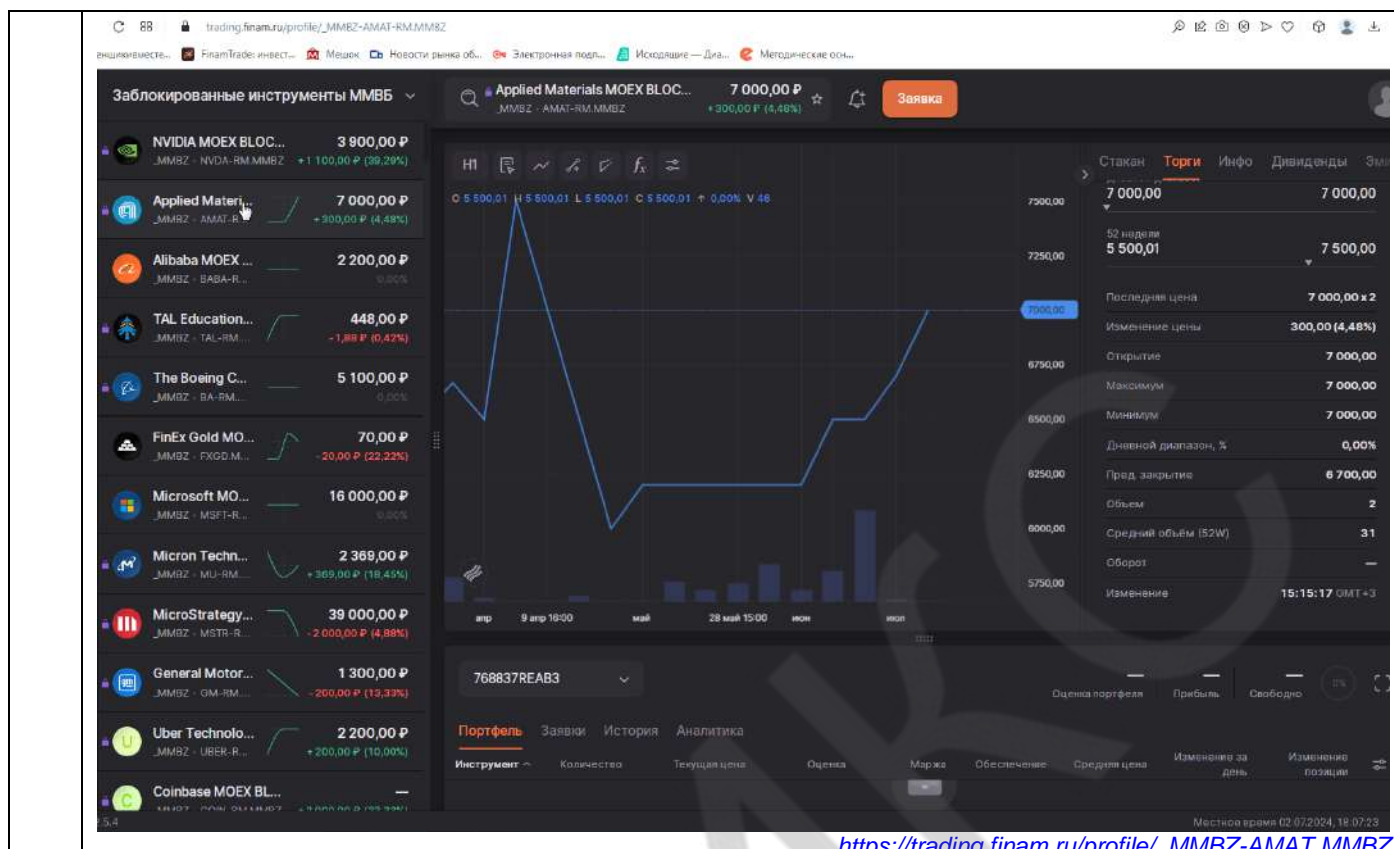 trading.finam.ru/profile/_MMBZ-AMAT-RM.MMBZ
FinamTrade: инвест... Мешок Новости рынка об... Электронная подп... Исходящие — Диа... Методические осн...
Заблокированные инструменты ММВБ
Applied Materials MOEX BLOC... 7 000,00 ₽
_MMBZ - AMAT-RM.MMBZ +300,00 ₽ (4,48%)
Заявка
NVIDIA MOEX BLOC... 3 900,00 ₽
_MMBZ - NVDA-RM.MMBZ +1 100,00 ₽ (39,29%)
Applied Materi... 7 000,00 ₽
_MMBZ - AMAT-R... +300,00 ₽ (4,48%)
Alibaba MOEX ... 2 200,00 ₽
_MMBZ - BABA-R... 0,00%
TAL Education... 448,00 ₽
_MMBZ - TAL-RM.... -1,88 ₽ (0,42%)
The Boeing C... 5 100,00 ₽
_MMBZ - BA-RM.... 0,00%
FinEx Gold MO... 70,00 ₽
_MMBZ - FXGD.M... -20,00 ₽ (22,22%)
Microsoft MO... 16 000,00 ₽
_MMBZ - MSFT-R... 0,00%
Micron Techn... 2 369,00 ₽
_MMBZ - MU-RM.... +369,00 ₽ (18,45%)
MicroStrategy... 39 000,00 ₽
_MMBZ - MSTR-R... -2 000,00 ₽ (4,88%)
General Motor... 1 300,00 ₽
_MMBZ - GM-RM.... -200,00 ₽ (13,33%)
Uber Technolo... 2 200,00 ₽
_MMBZ - UBER-R... +200,00 ₽ (10,00%)
Coinbase MOEX BL... —
H1
O 5 500,01 H 5 500,01 L 5 500,01 C 5 500,01 ↑ 0,00% V 46
7500,00
7250,00
7000,00
6750,00
6500,00
6250,00
6000,00
5750,00
апр 9 апр 16:00 май 28 май 15:00 июн июл
Стакан Торги Инфо Дивиденды Эми
7 000,00 7 000,00
52 недели
5 500,01 7 500,00
Последняя цена 7 000,00 x 2
Изменение цены 300,00 (4,48%)
Открытие 7 000,00
Максимум 7 000,00
Минимум 7 000,00
Дневной диапазон, % 0,00%
Пред. закрытие 6 700,00
Объем 2
Средний объём (52W) 31
Оборот —
Изменение 15:15:17 GMT+3
768837REAB3
Оценка портфеля Прибыль Свободно 0%
Портфель Заявки История Аналитика
Инструмент Количество Текущая цена Оценка Маржа Обеспечение Средняя цена Изменение за день Изменение позиции
.5.4
Местное время 02.07.2024, 18:07:23
https://trading.finam.ru/profile/_MMBZ-AMAT.MMBZ